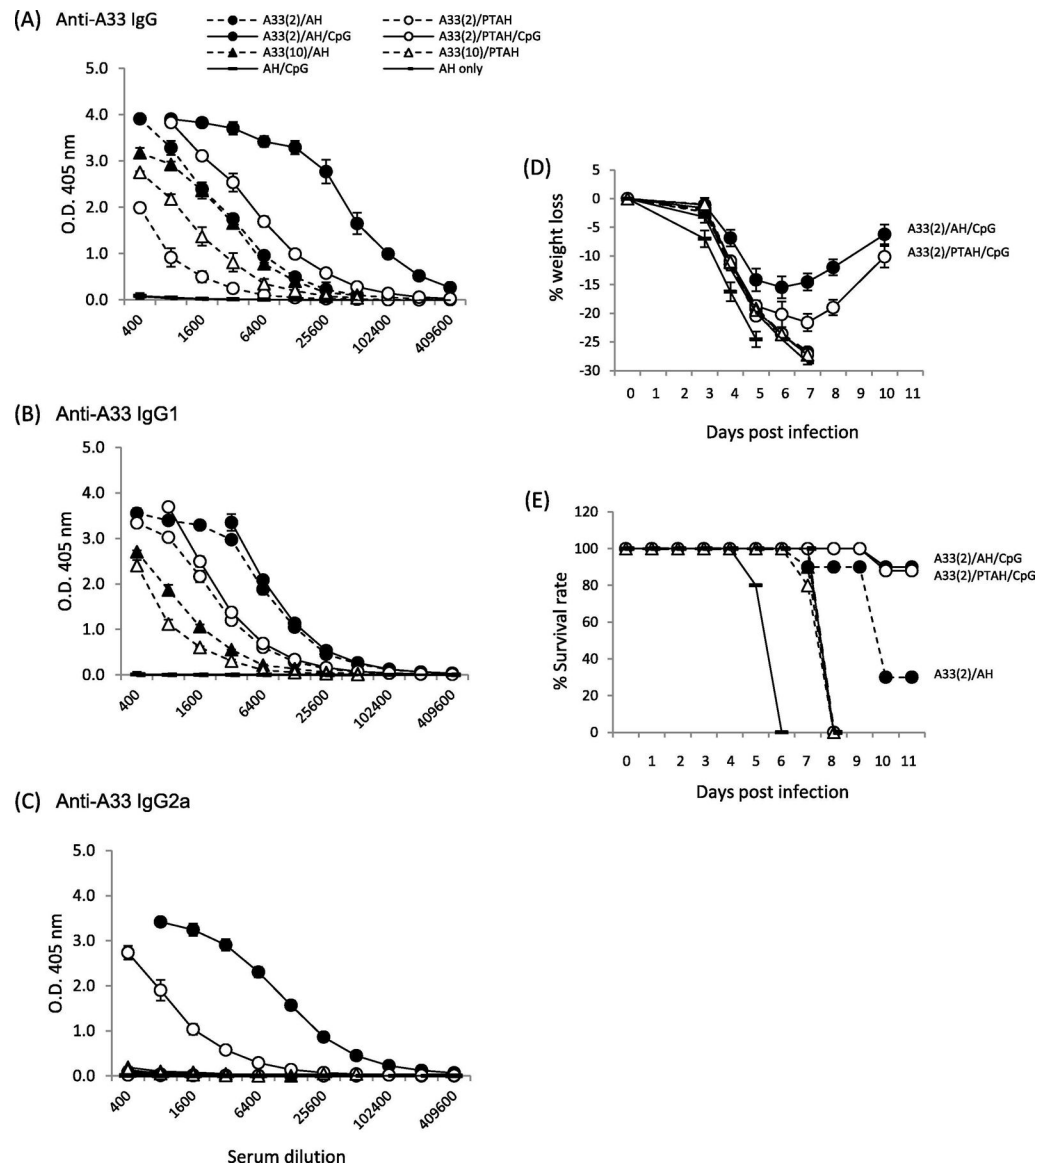 (A) Anti-A33 IgG
A33(2)/AH
A33(2)/PTAH
A33(2)/AH/CpG
A33(2)/PTAH/CpG
A33(10)/AH
A33(10)/PTAH
AH/CpG
AH only
5.0
4.0
3.0
2.0
1.0
0.0
O.D. 405 nm
400
1600
6400
25600
102400
409600
(B) Anti-A33 IgG1
5.0
4.0
3.0
2.0
1.0
0.0
O.D. 405 nm
400
1600
6400
25600
102400
409600
(C) Anti-A33 IgG2a
5.0
4.0
3.0
2.0
1.0
0.0
O.D. 405 nm
400
1600
6400
25600
102400
409600
Serum dilution
(D)
5
0
-5
-10
-15
-20
-25
-30
% weight loss
A33(2)/AH/CpG
A33(2)/PTAH/CpG
0 1 2 3 4 5 6 7 8 9 10 11
Days post infection
(E)
120
100
80
60
40
20
0
% Survival rate
A33(2)/AH/CpG
A33(2)/PTAH/CpG
A33(2)/AH
0 1 2 3 4 5 6 7 8 9 10 11
Days post infection